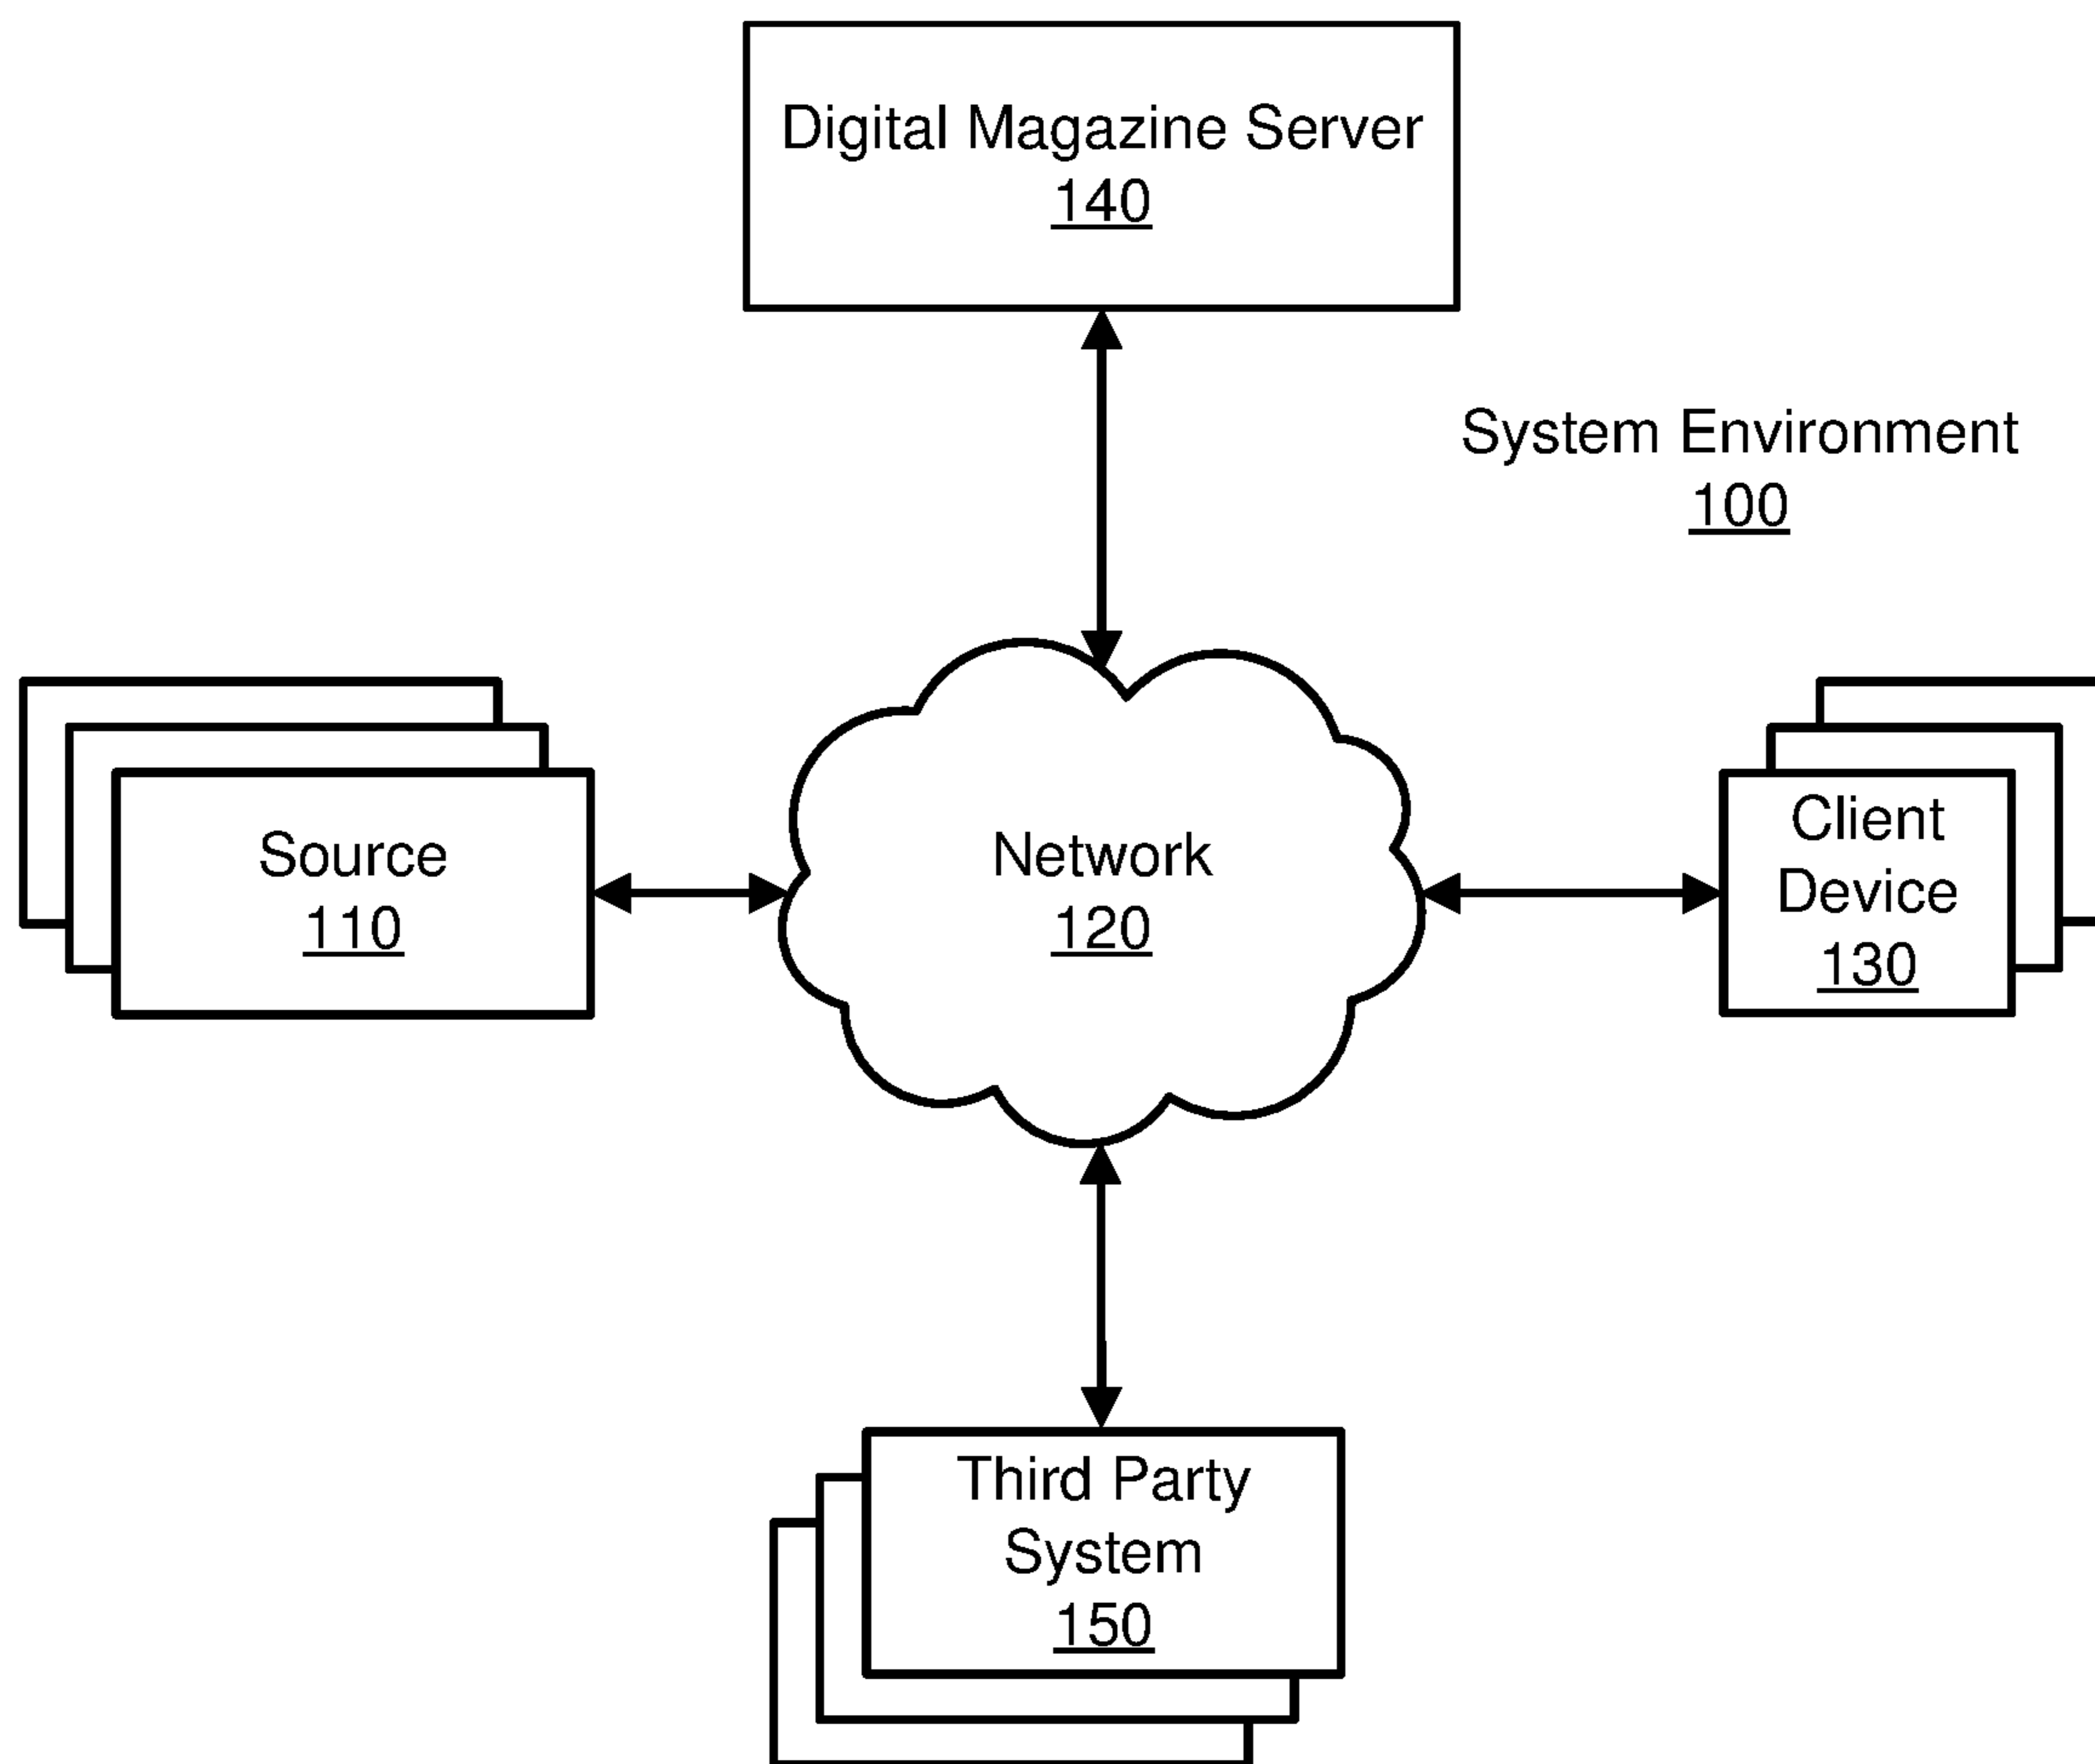 Digital Magazine Server
140
System Environment
100
Source
110
Network
120
Client
Device
130
Third Party
System
150